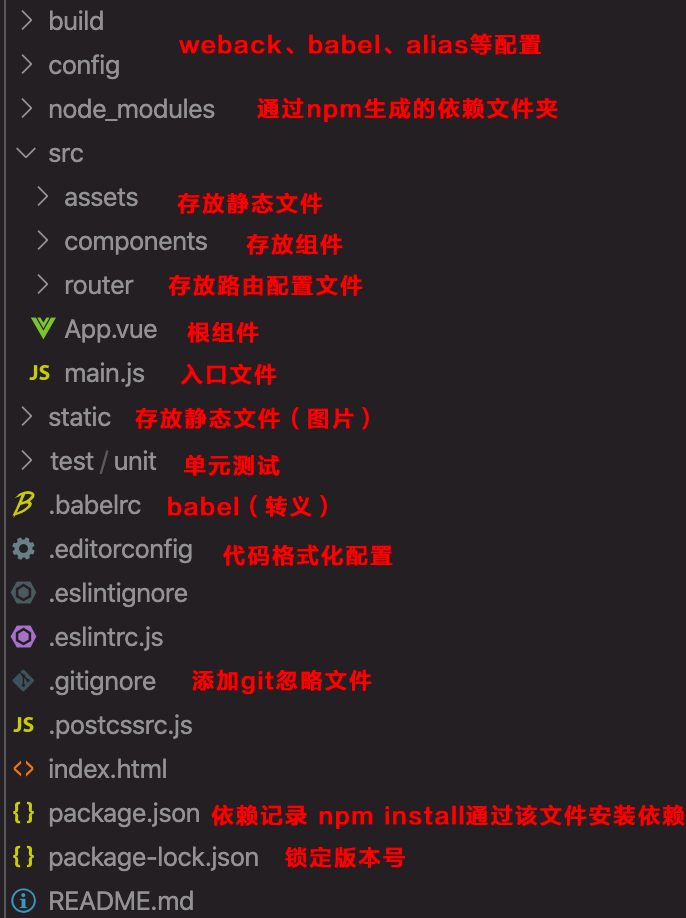 build
weback、babel、alias等配置
config
node_modules 通过npm生成的依赖文件夹
src
assets 存放静态文件
components 存放组件
router 存放路由配置文件
App.vue 根组件
JS main.js 入口文件
static 存放静态文件（图片）
test / unit 单元测试
.babelrc babel（转义）
.editorconfig 代码格式化配置
.eslintignore
.eslintrc.js
.gitignore 添加git忽略文件
JS .postcssrc.js
<> index.html
{ } package.json 依赖记录 npm install通过该文件安装依赖
{ } package-lock.json 锁定版本号
README.md